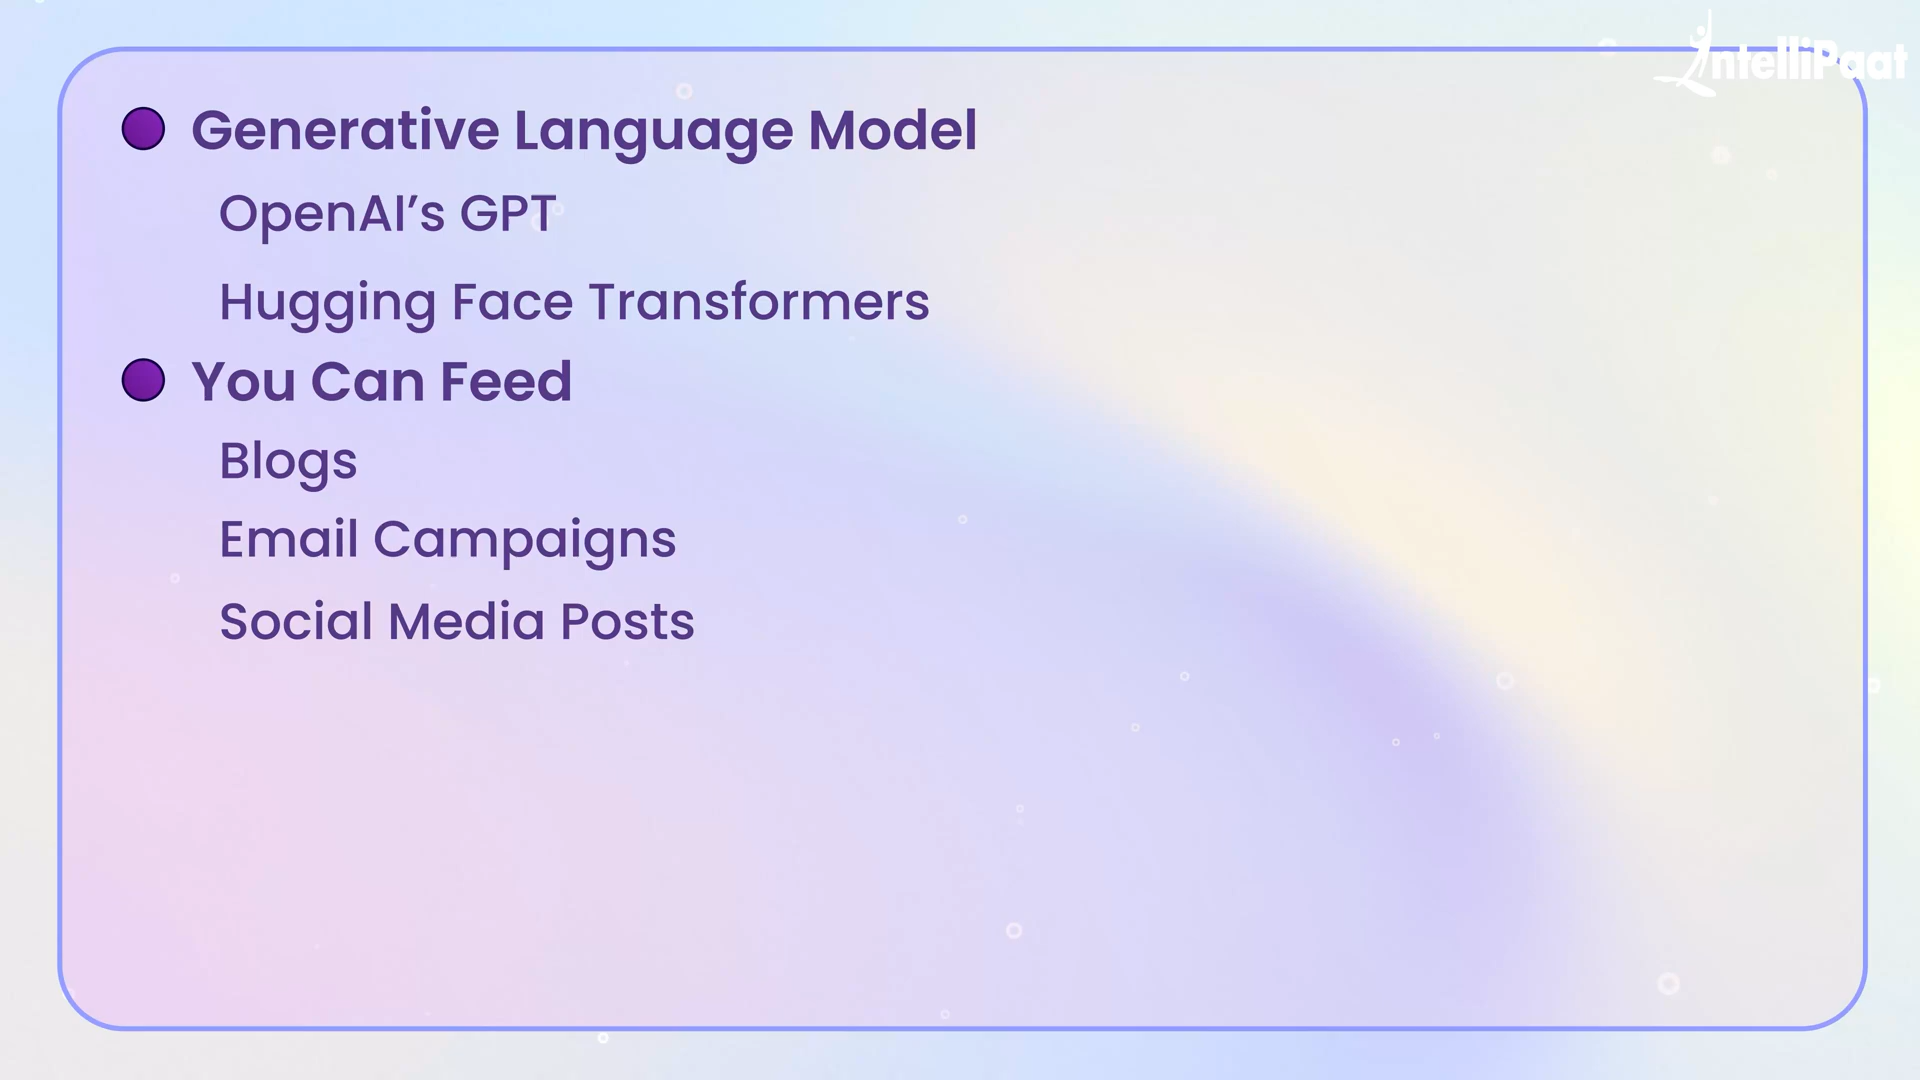 IntelliPaat
Generative Language Model
OpenAI’s GPT
Hugging Face Transformers
You Can Feed
Blogs
Email Campaigns
Social Media Posts